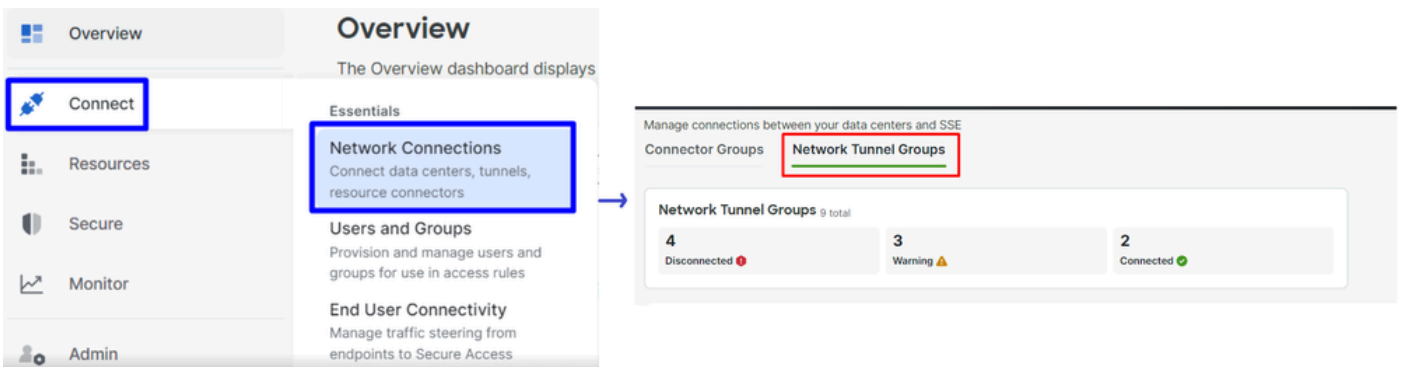 Overview
Connect
Resources
Secure
Monitor
Admin
Overview
The Overview dashboard displays
Essentials
Network Connections
Connect data centers, tunnels,
resource connectors
Users and Groups
Provision and manage users and
groups for use in access rules
End User Connectivity
Manage traffic steering from
endpoints to Secure Access
Manage connections between your data centers and SSE
Connector Groups Network Tunnel Groups
Network Tunnel Groups 9 total
4 3 2
Disconnected Warning Connected